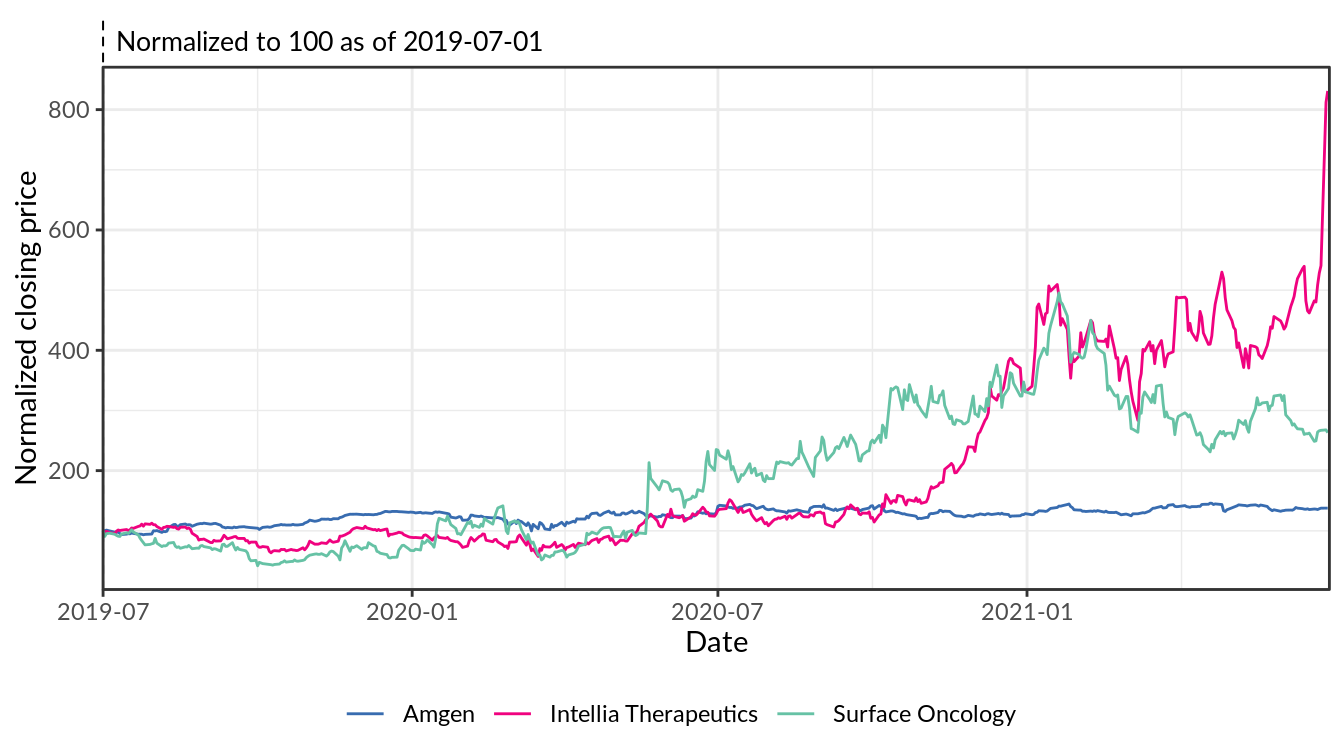 Normalized to 100 as of 2019-07-01
Normalized closing price
800
600
400
200
2019-07 2020-01 2020-07 2021-01
Date
Amgen Intellia Therapeutics Surface Oncology